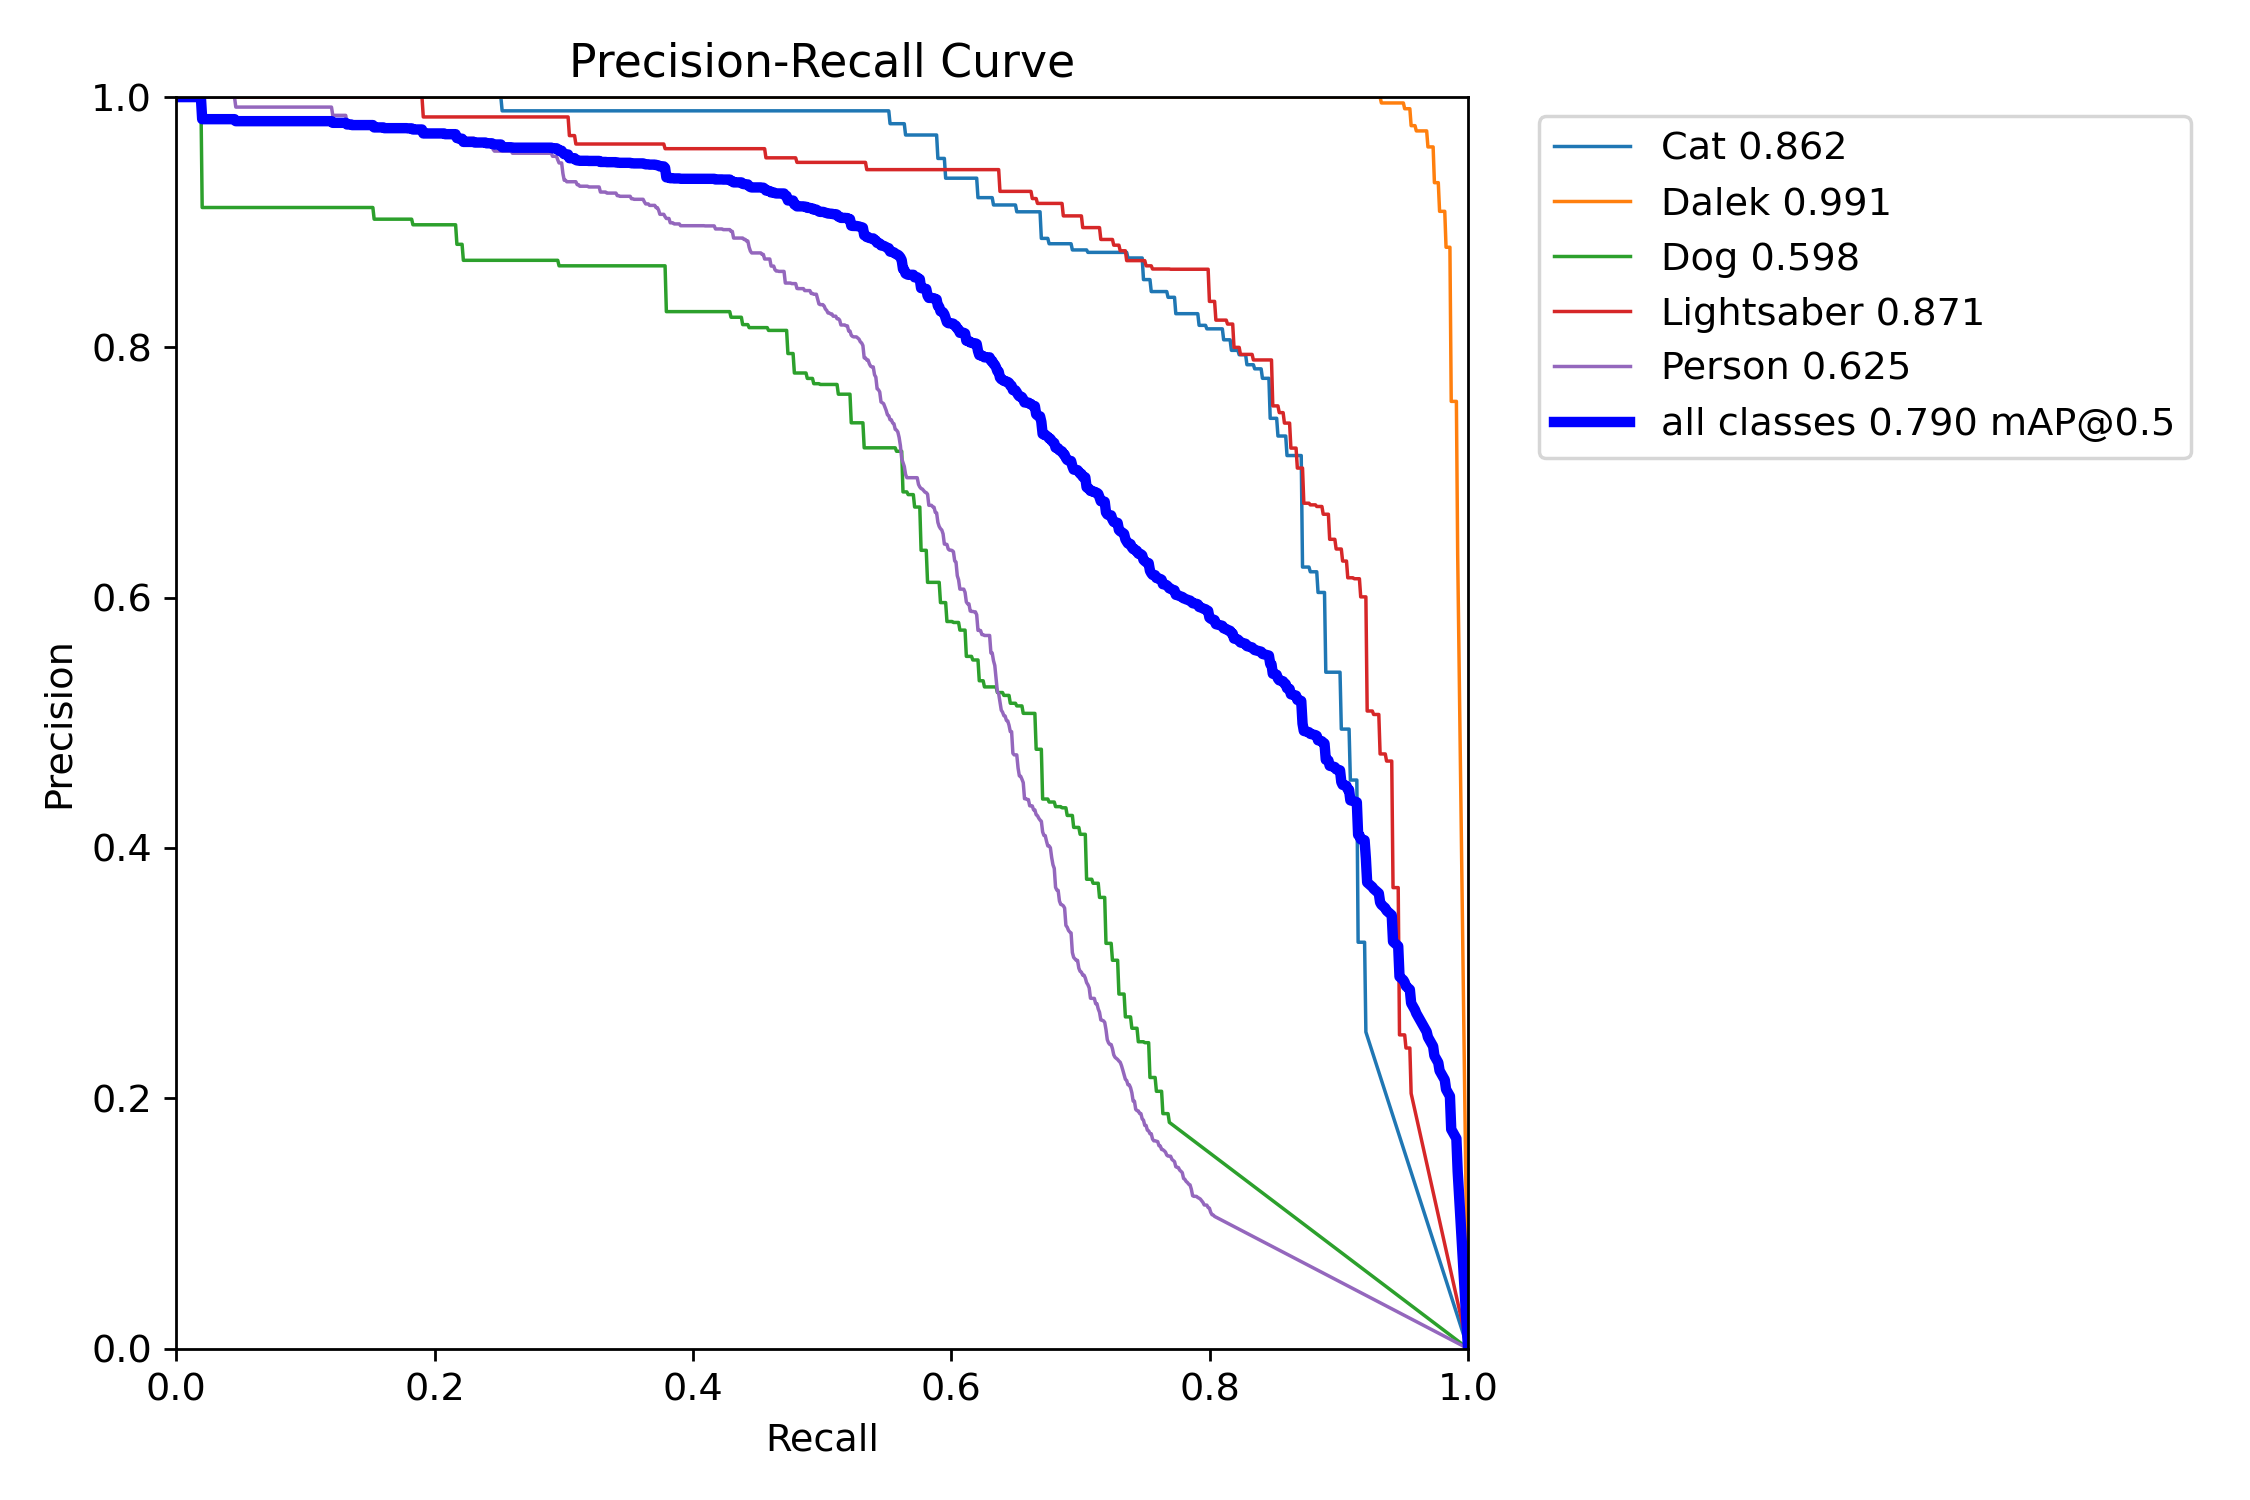 Precision-Recall Curve
Precision
1.0
0.8
0.6
0.4
0.2
0.0
0.0 0.2 0.4 0.6 0.8 1.0
Recall
Cat 0.862
Dalek 0.991
Dog 0.598
Lightsaber 0.871
Person 0.625
all classes 0.790 mAP@0.5